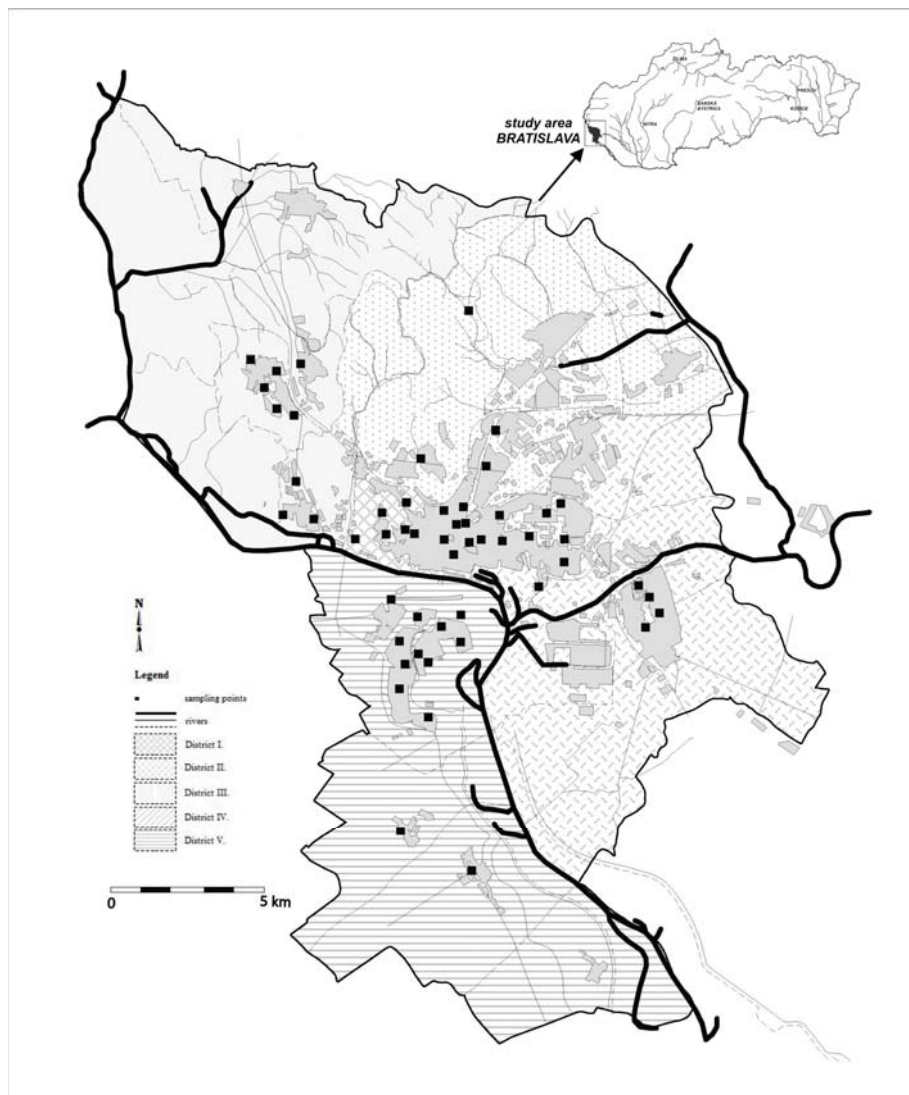 study area
BRATISLAVA
ŽILINA
BANSKÁ
BYSTRICA
PREŠOV
KOŠICE
NITRA
N
Legend
sampling points
rivers
District I.
District II.
District III.
District IV.
District V.
0 5 km